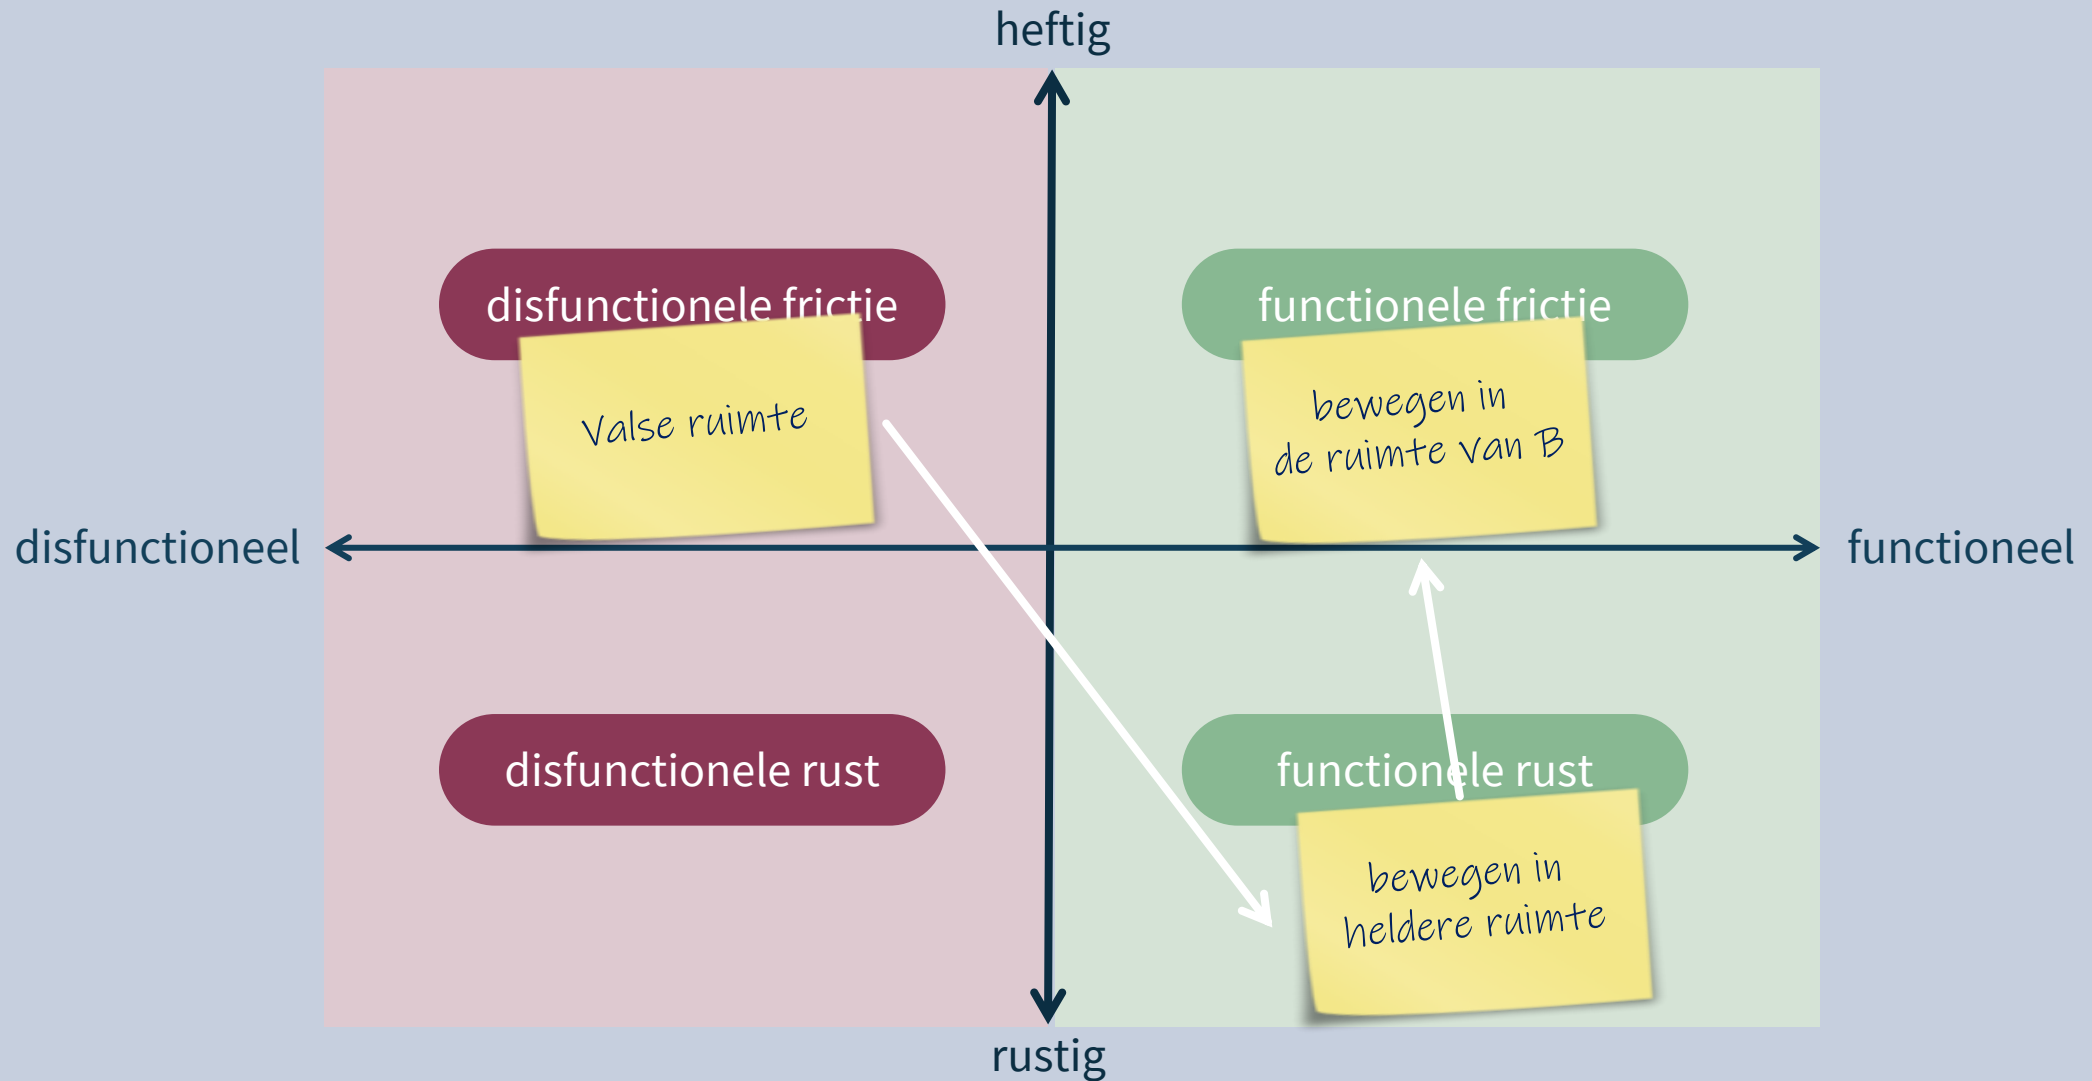 heftig
disfunctionele frictie
functionele frictie
Valse ruimte
bewegen in
de ruimte van B
disfunctioneel
functioneel
disfunctionele rust
functionele rust
bewegen in
heldere ruimte
rustig